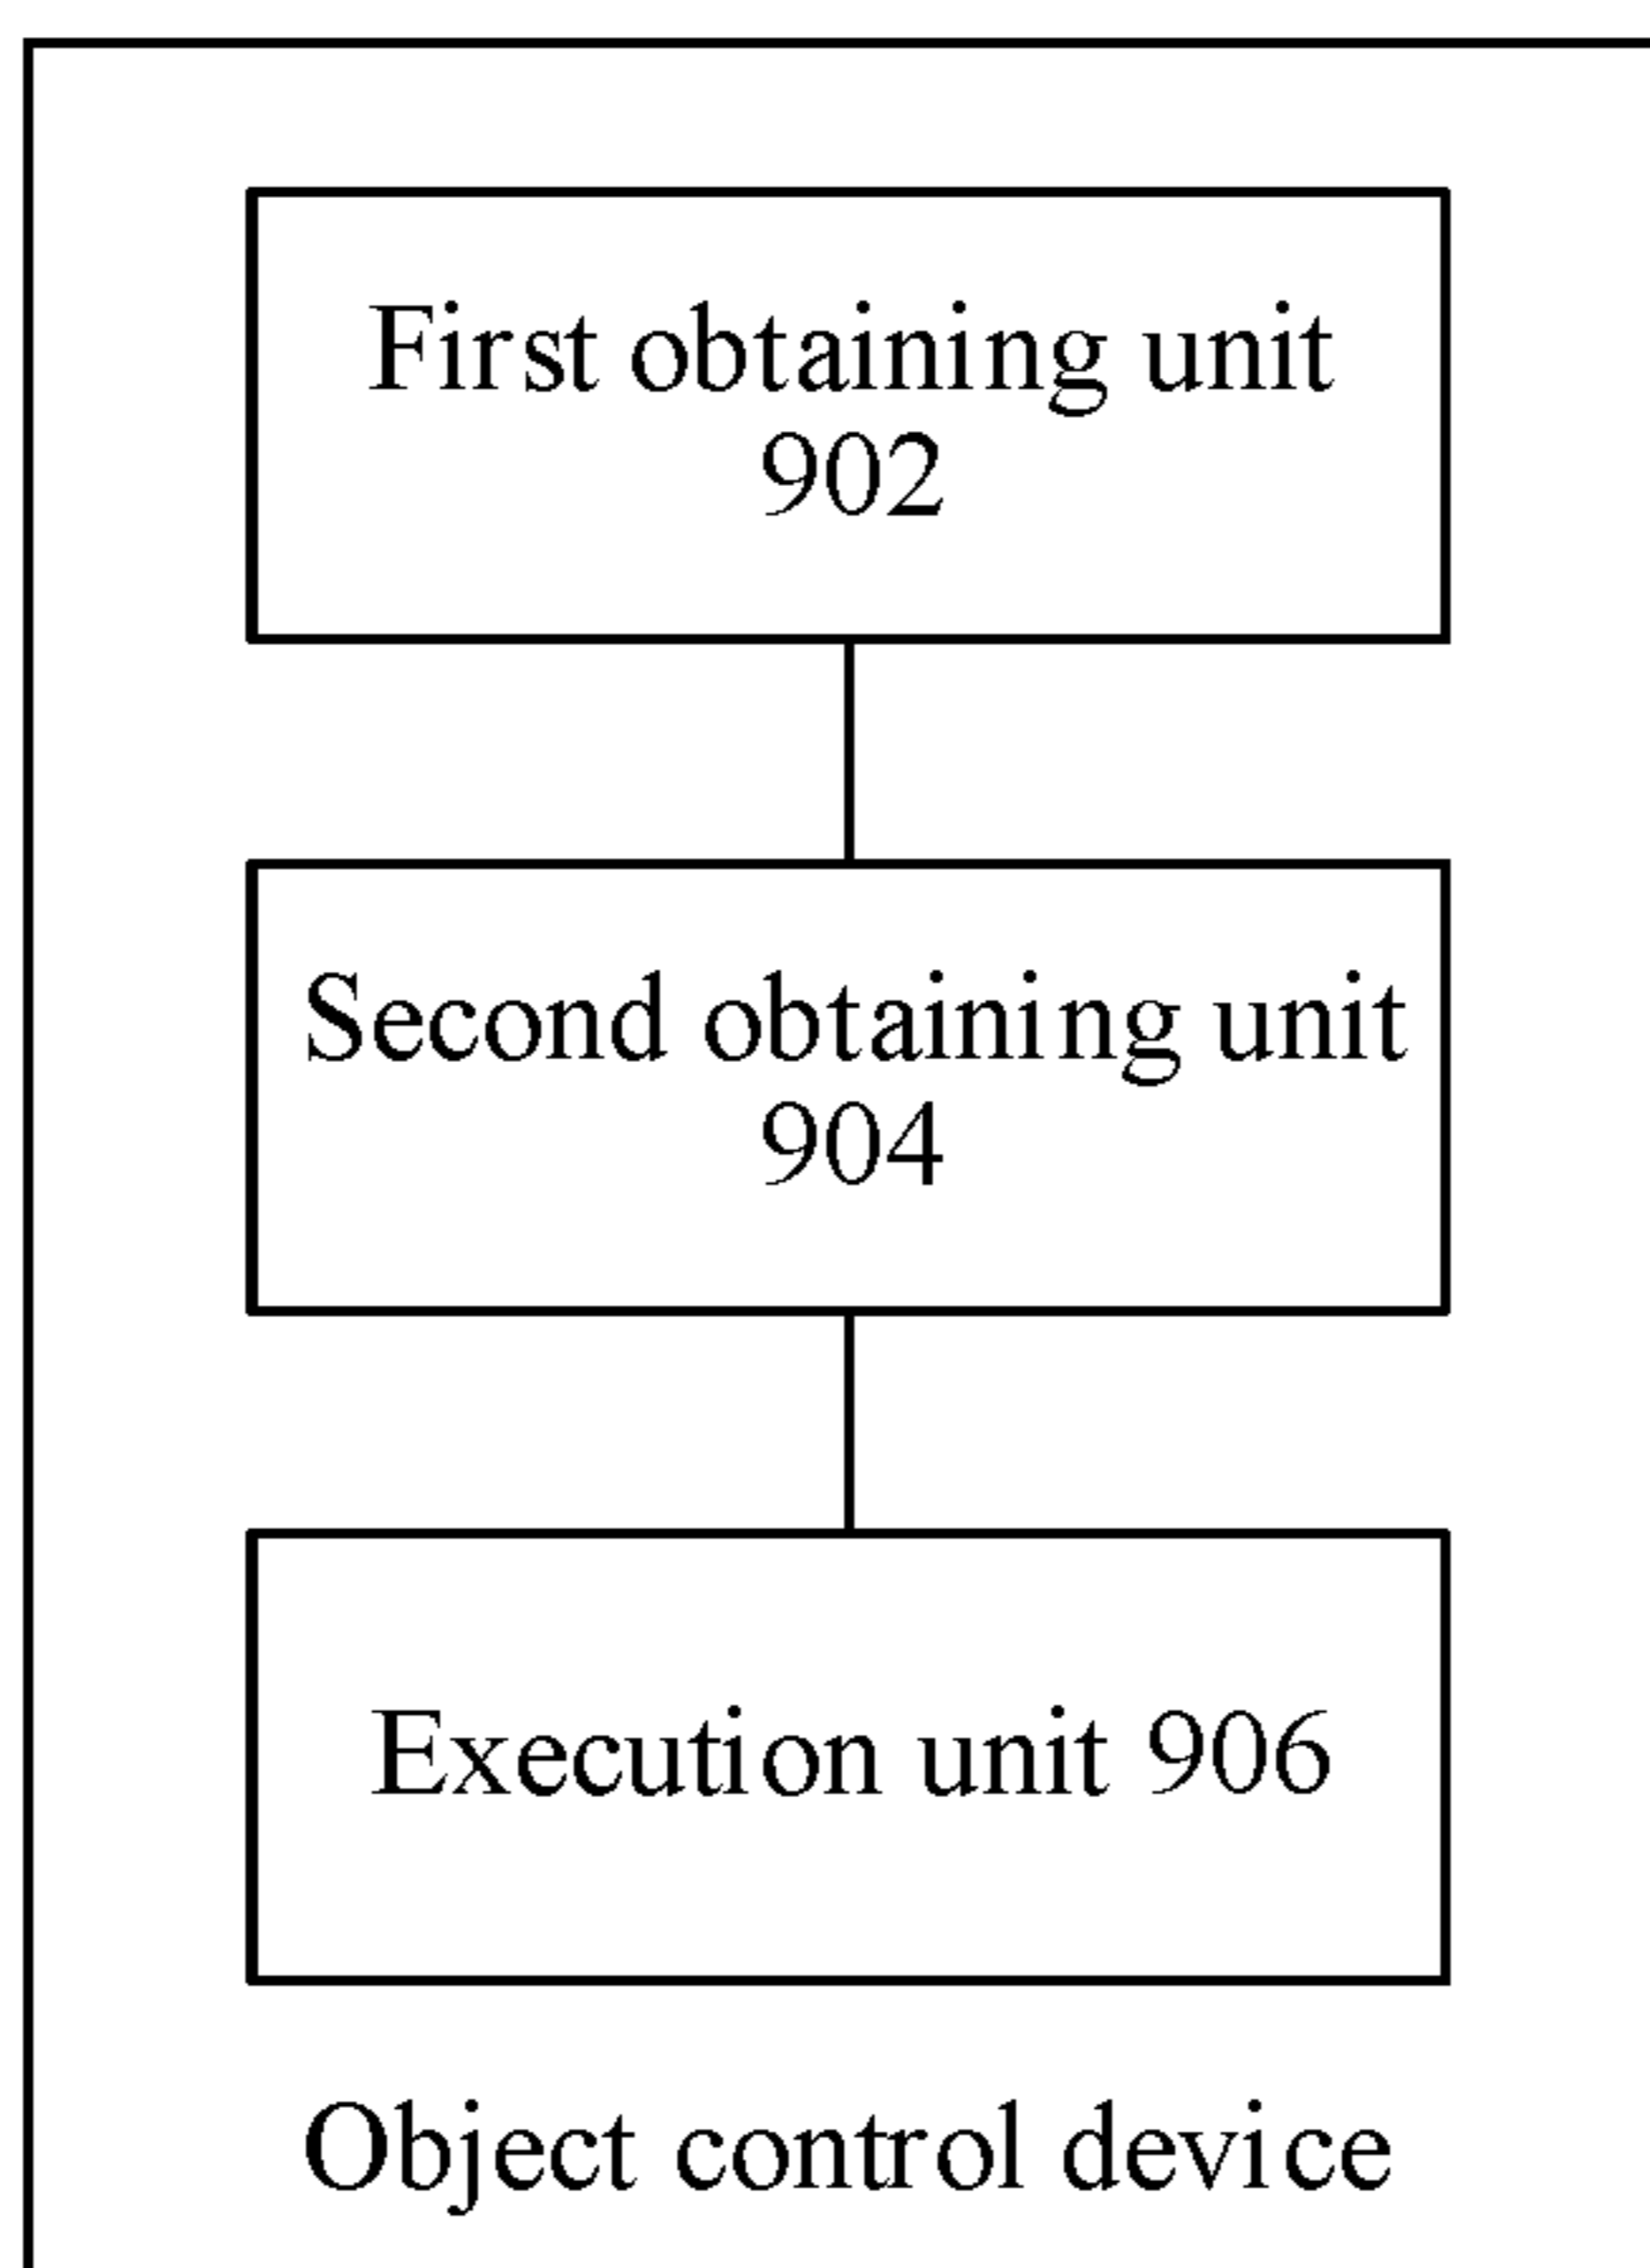 First obtaining unit
902
Second obtaining unit
904
Execution unit 906
Object control device